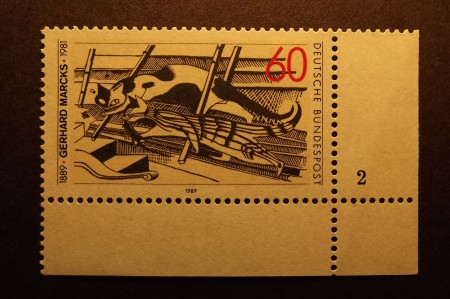 1889 • GERHARD MARCKS • 1981
60
DEUTSCHE BUNDESPOST
1989
2